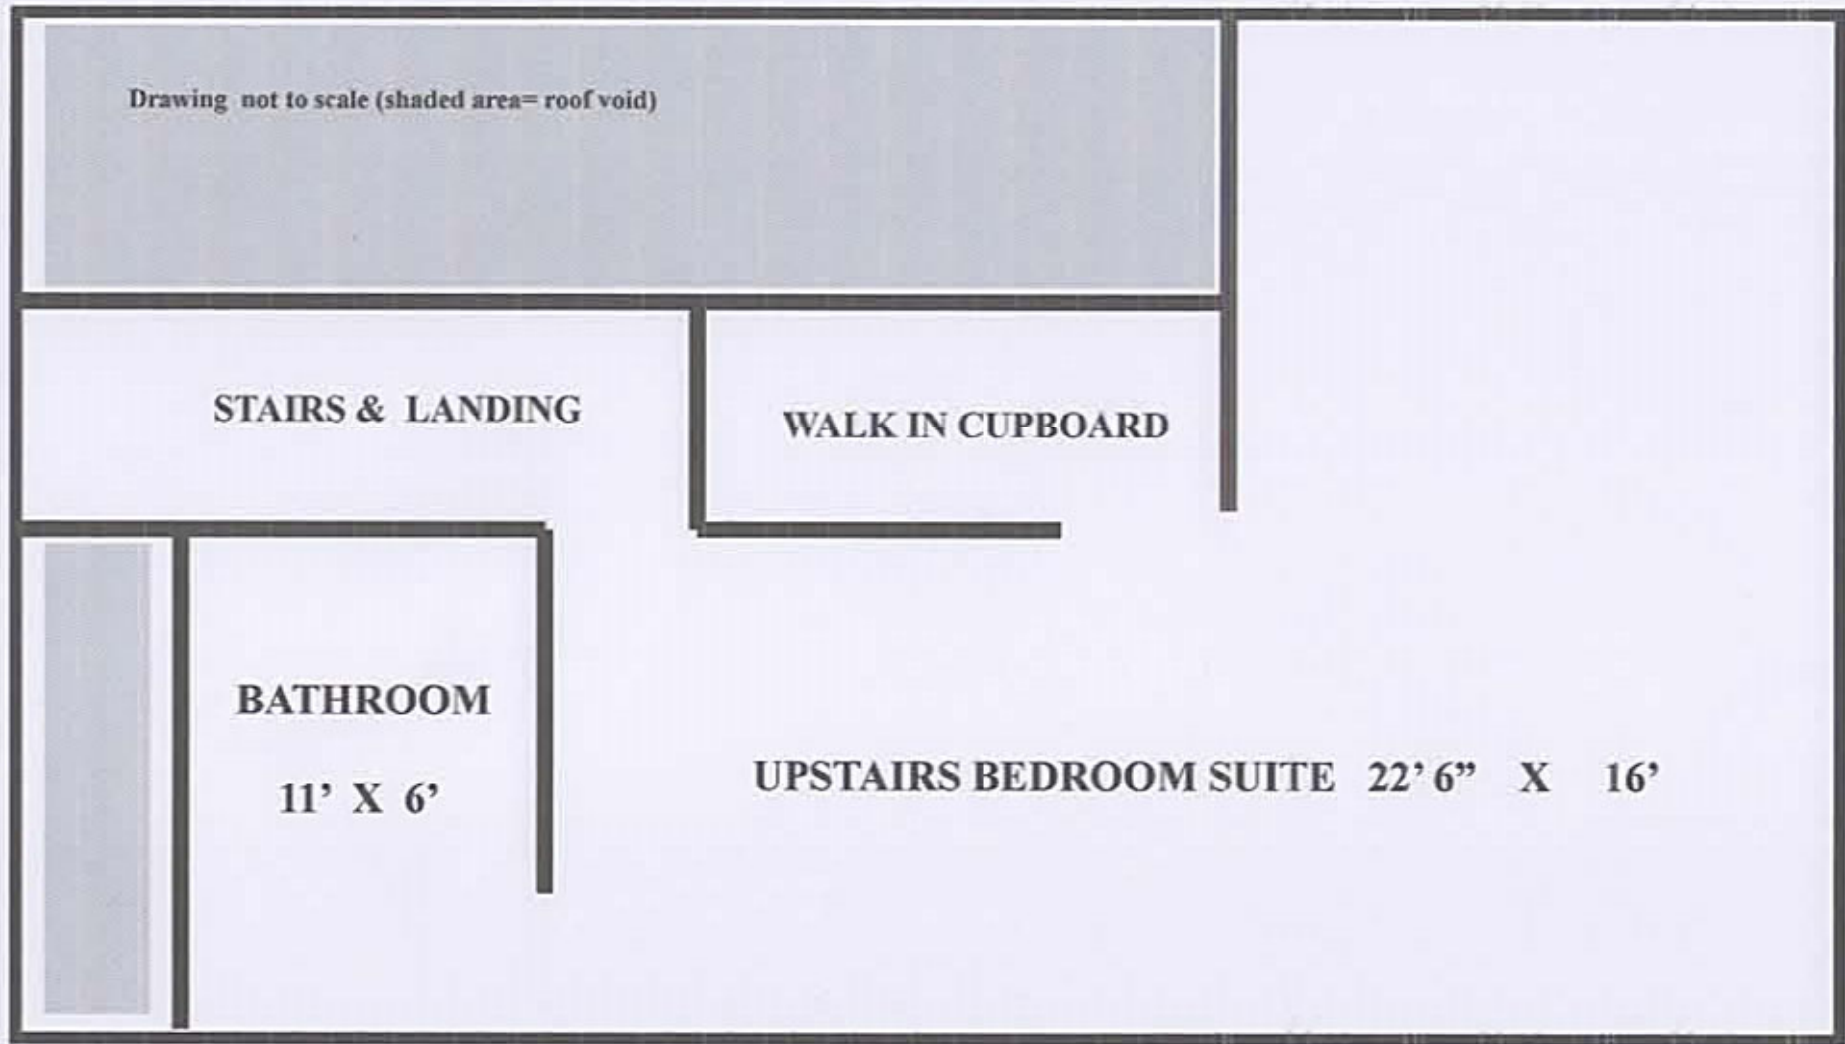 Drawing not to scale (shaded area= roof void)
STAIRS & LANDING
WALK IN CUPBOARD
BATHROOM
11’ X 6’
UPSTAIRS BEDROOM SUITE 22’ 6” X 16’